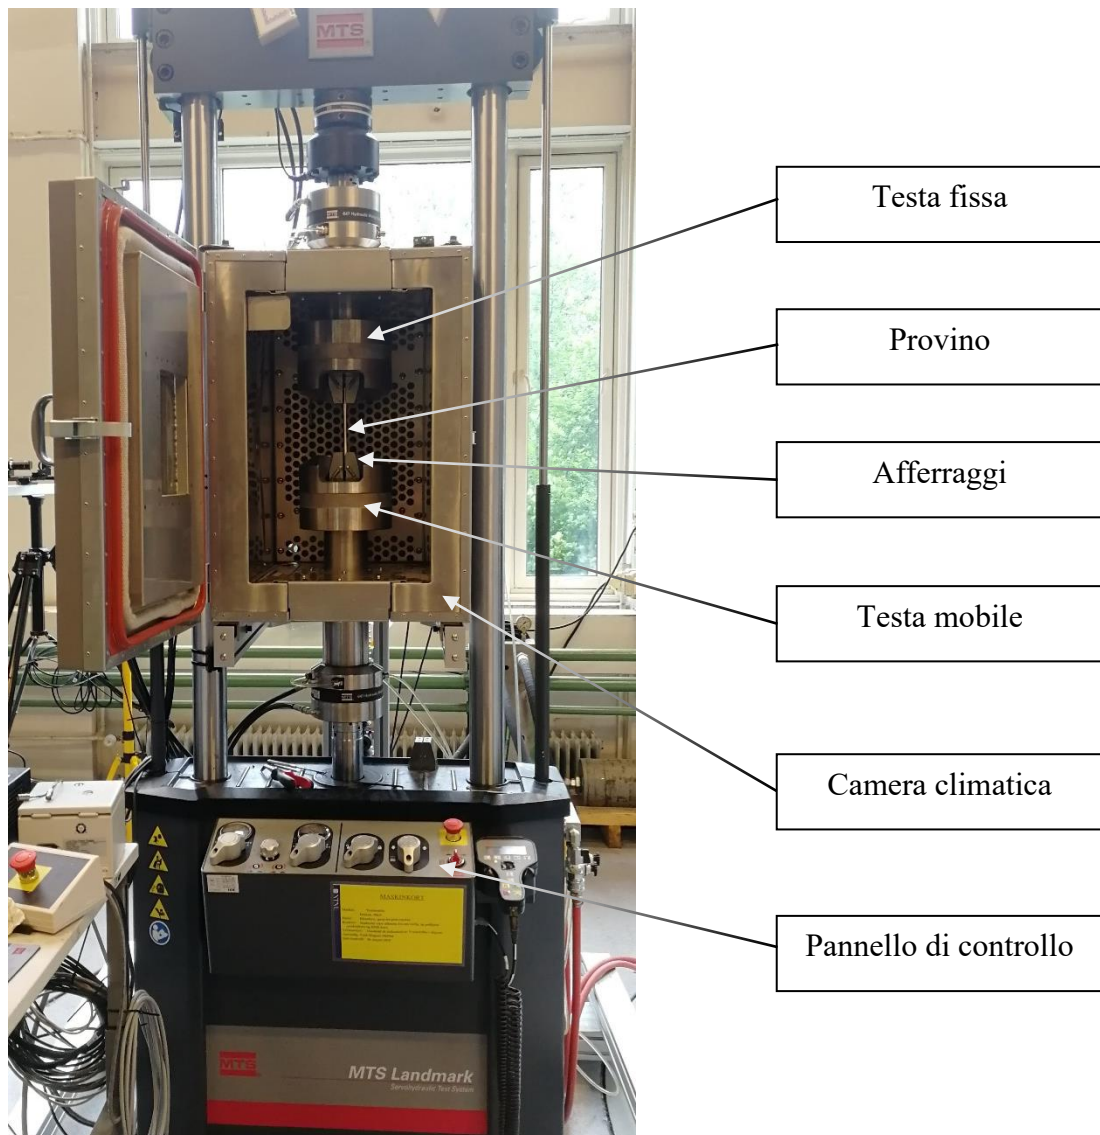 MTS
Testa fissa
Provino
Afferraggi
Testa mobile
Camera climatica
Pannello di controllo
MASKINKORT
MTS
MTS Landmark
Servohydraulic Test System